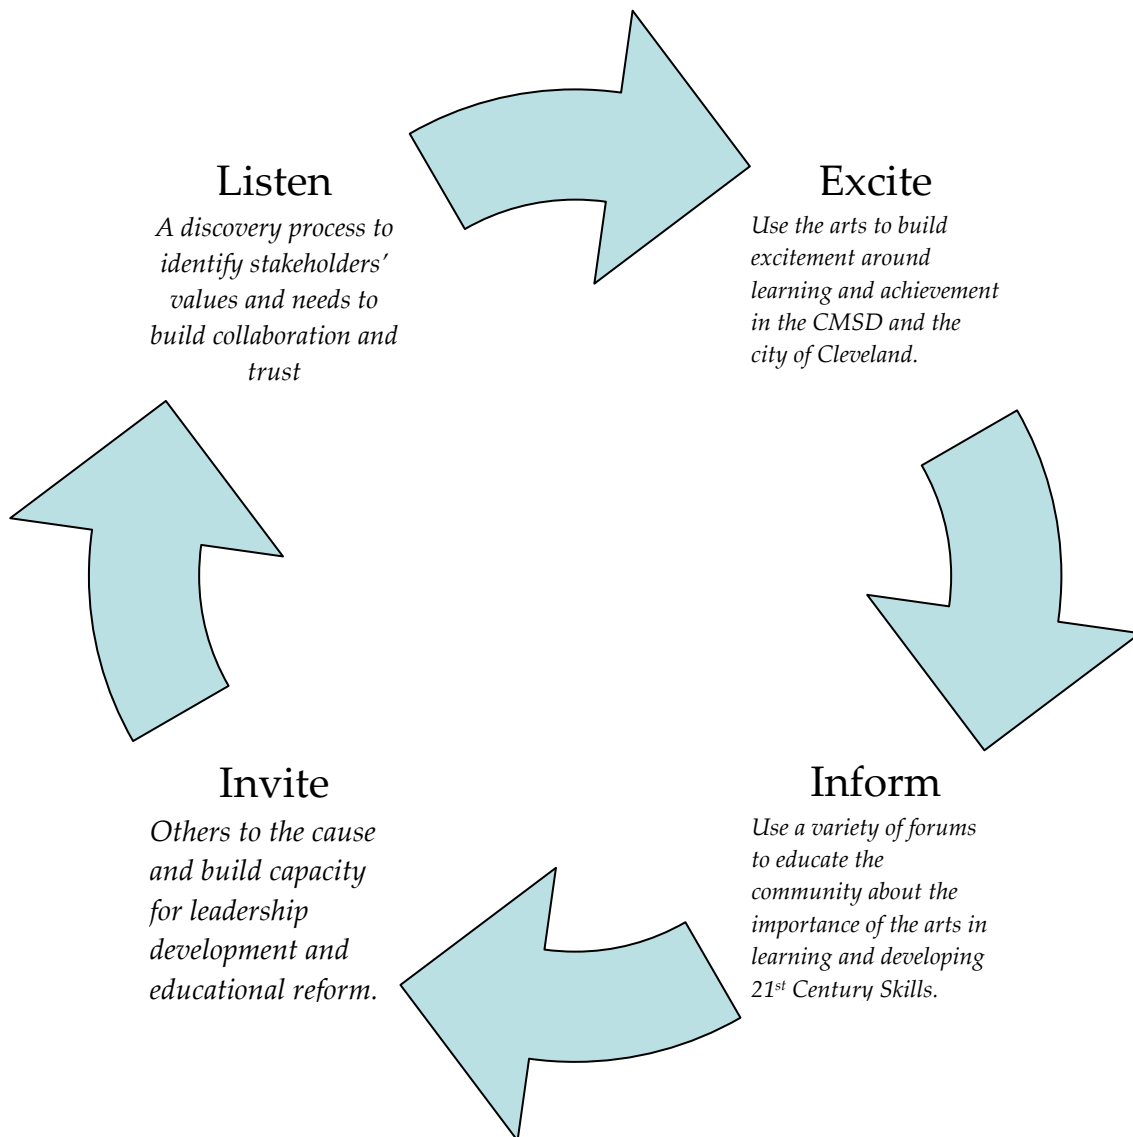 Listen
A discovery process to
identify stakeholders’
values and needs to
build collaboration and
trust
Excite
Use the arts to build
excitement around
learning and achievement
in the CMSD and the
city of Cleveland.
Invite
Others to the cause
and build capacity
for leadership
development and
educational reform.
Inform
Use a variety of forums
to educate the
community about the
importance of the arts in
learning and developing
21st Century Skills.